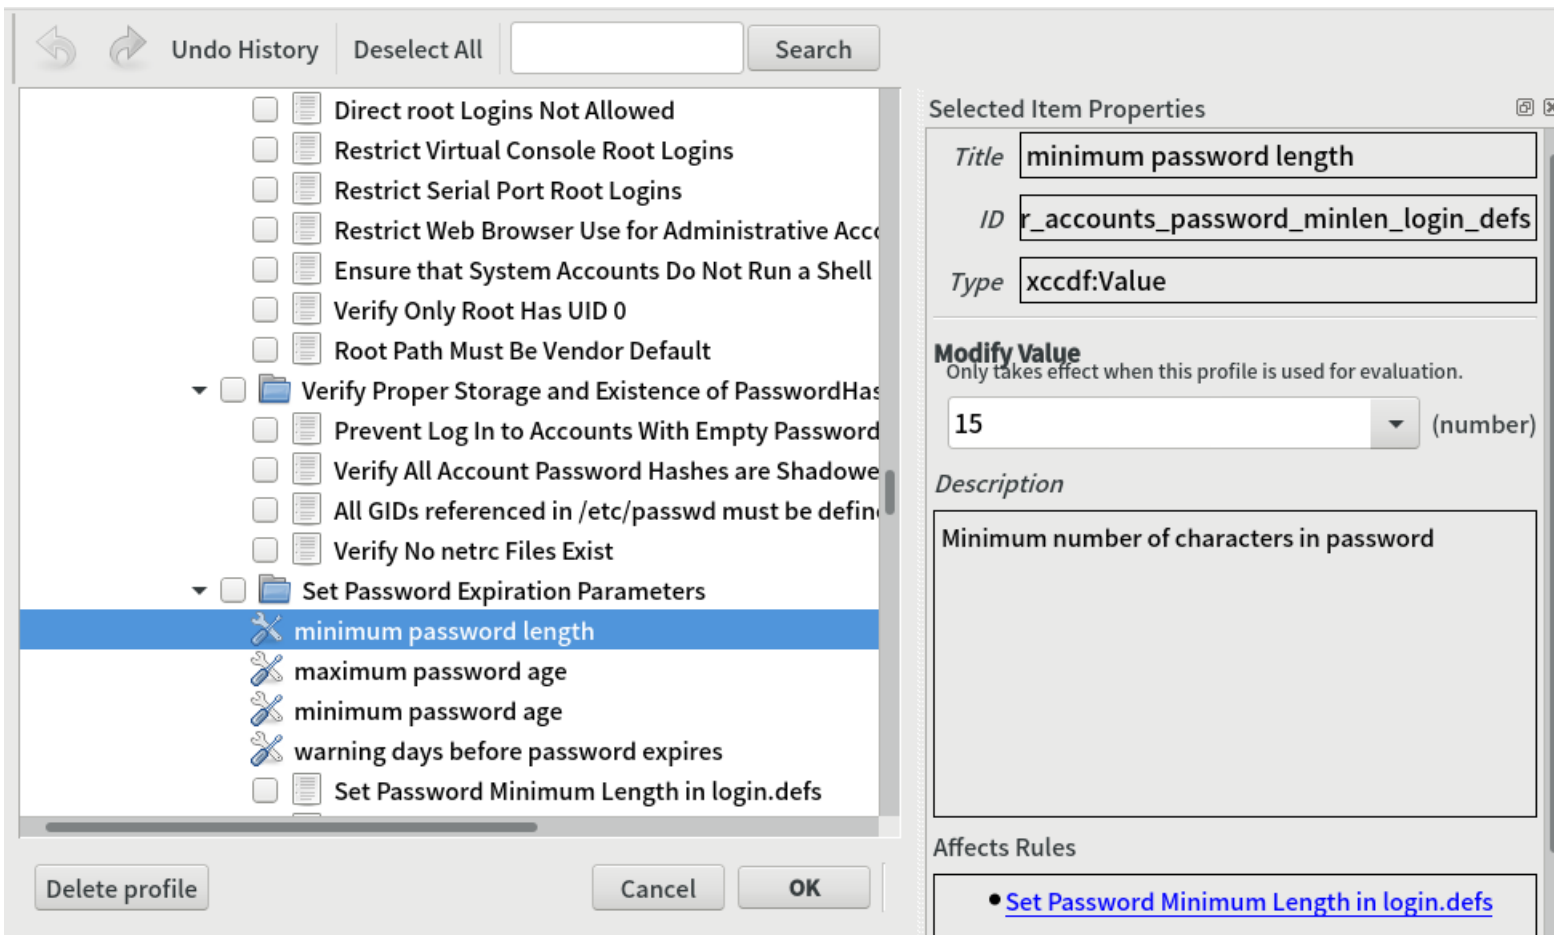 Undo History
Deselect All
Search
Direct root Logins Not Allowed
Restrict Virtual Console Root Logins
Restrict Serial Port Root Logins
Restrict Web Browser Use for Administrative Acc
Ensure that System Accounts Do Not Run a Shell
Verify Only Root Has UID 0
Root Path Must Be Vendor Default
Verify Proper Storage and Existence of PasswordHas
Prevent Log In to Accounts With Empty Password
Verify All Account Password Hashes are Shadowe
All GIDs referenced in /etc/passwd must be defin
Verify No netrc Files Exist
Set Password Expiration Parameters
minimum password length
maximum password age
minimum password age
warning days before password expires
Set Password Minimum Length in login.defs
Delete profile
Cancel
OK
Selected Item Properties
Title minimum password length
ID r_accounts_password_minlen_login_defs
Type xccdf:Value
Modify Value
Only takes effect when this profile is used for evaluation.
15 (number)
Description
Minimum number of characters in password
Affects Rules
• Set Password Minimum Length in login.defs